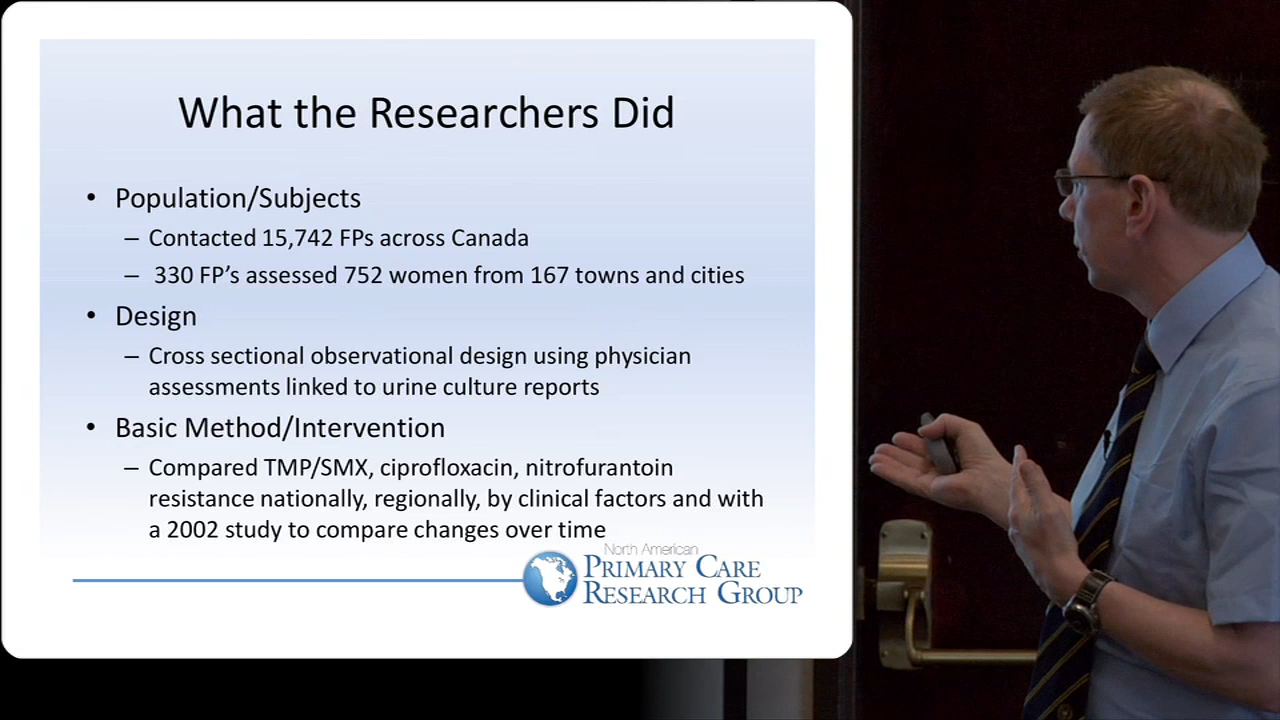 What the Researchers Did
• Population/Subjects
– Contacted 15,742 FPs across Canada
– 330 FP's assessed 752 women from 167 towns and cities
• Design
– Cross sectional observational design using physician
assessments linked to urine culture reports
• Basic Method/Intervention
– Compared TMP/SMX, ciprofloxacin, nitrofurantoin
resistance nationally, regionally, by clinical factors and with
a 2002 study to compare changes over time
North American
PRIMARY CARE
RESEARCH GROUP